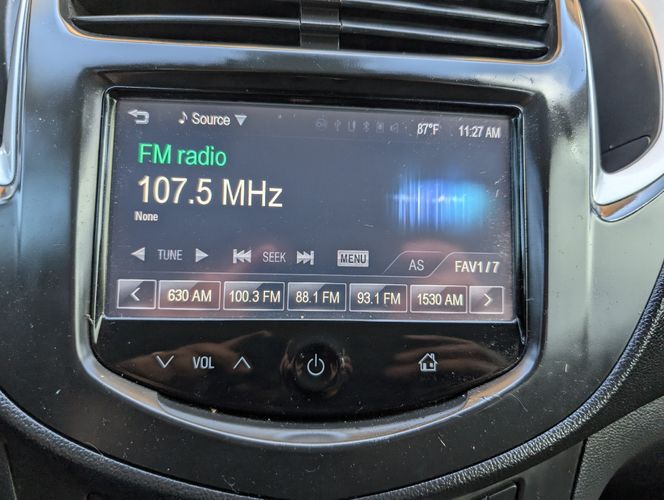 Source 87°F 11:27 AM
FM radio
107.5 MHz
None
TUNE SEEK MENU AS FAV1/7
630 AM 100.3 FM 88.1 FM 93.1 FM 1530 AM
VOL